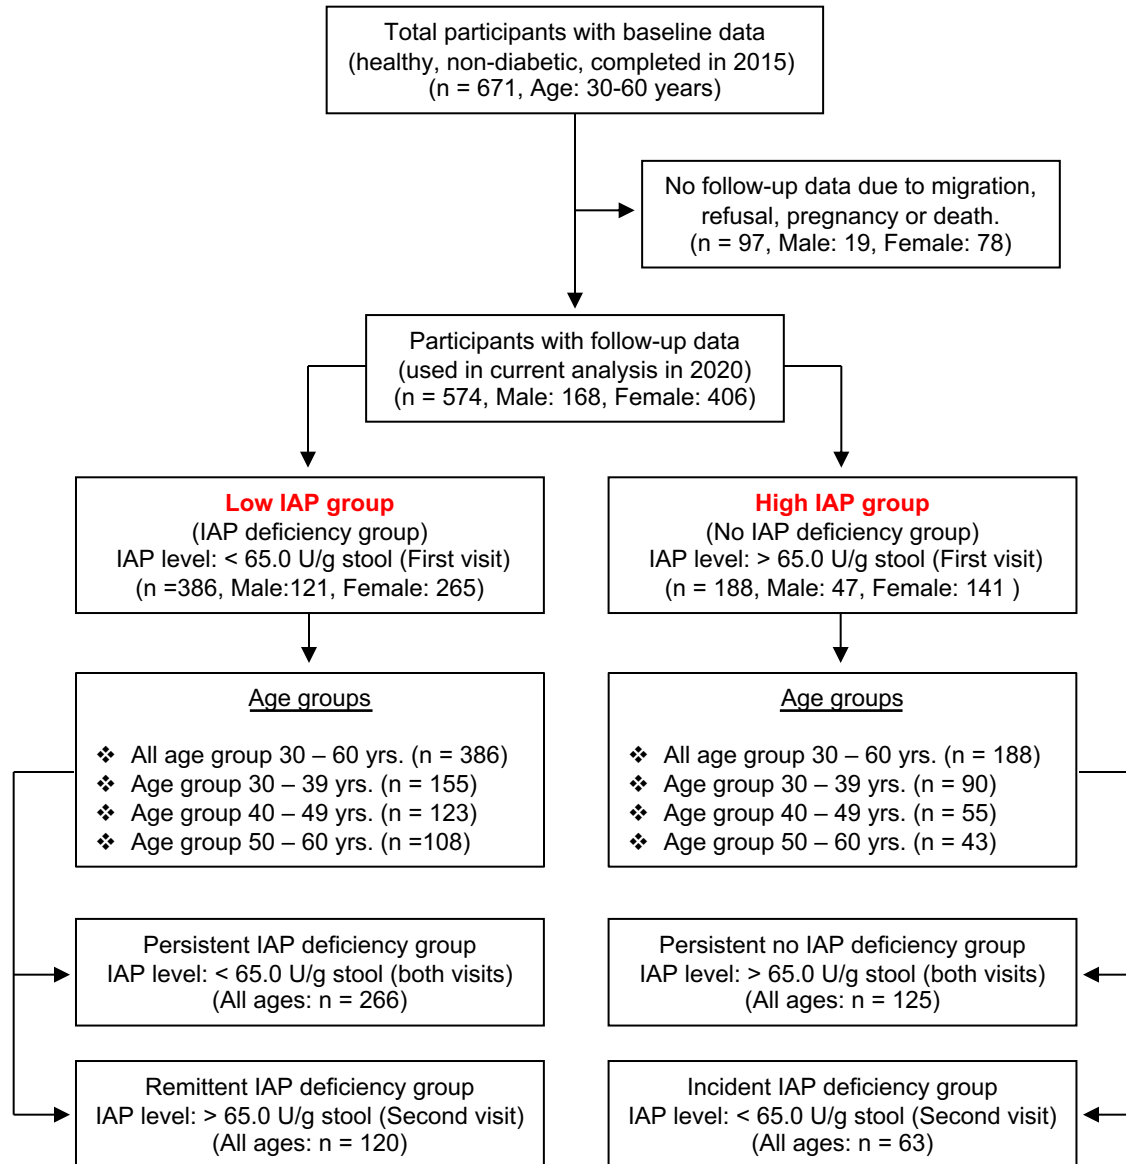 Total participants with baseline data
(healthy, non-diabetic, completed in 2015)
(n = 671, Age: 30-60 years)
No follow-up data due to migration,
refusal, pregnancy or death.
(n = 97, Male: 19, Female: 78)
Participants with follow-up data
(used in current analysis in 2020)
(n = 574, Male: 168, Female: 406)
Low IAP group
(IAP deficiency group)
IAP level: < 65.0 U/g stool (First visit)
(n =386, Male:121, Female: 265)
High IAP group
(No IAP deficiency group)
IAP level: > 65.0 U/g stool (First visit)
(n = 188, Male: 47, Female: 141 )
Age groups
❖ All age group 30 – 60 yrs. (n = 386)
❖ Age group 30 – 39 yrs. (n = 155)
❖ Age group 40 – 49 yrs. (n = 123)
❖ Age group 50 – 60 yrs. (n =108)
Age groups
❖ All age group 30 – 60 yrs. (n = 188)
❖ Age group 30 – 39 yrs. (n = 90)
❖ Age group 40 – 49 yrs. (n = 55)
❖ Age group 50 – 60 yrs. (n = 43)
Persistent IAP deficiency group
IAP level: < 65.0 U/g stool (both visits)
(All ages: n = 266)
Persistent no IAP deficiency group
IAP level: > 65.0 U/g stool (both visits)
(All ages: n = 125)
Remittent IAP deficiency group
IAP level: > 65.0 U/g stool (Second visit)
(All ages: n = 120)
Incident IAP deficiency group
IAP level: < 65.0 U/g stool (Second visit)
(All ages: n = 63)